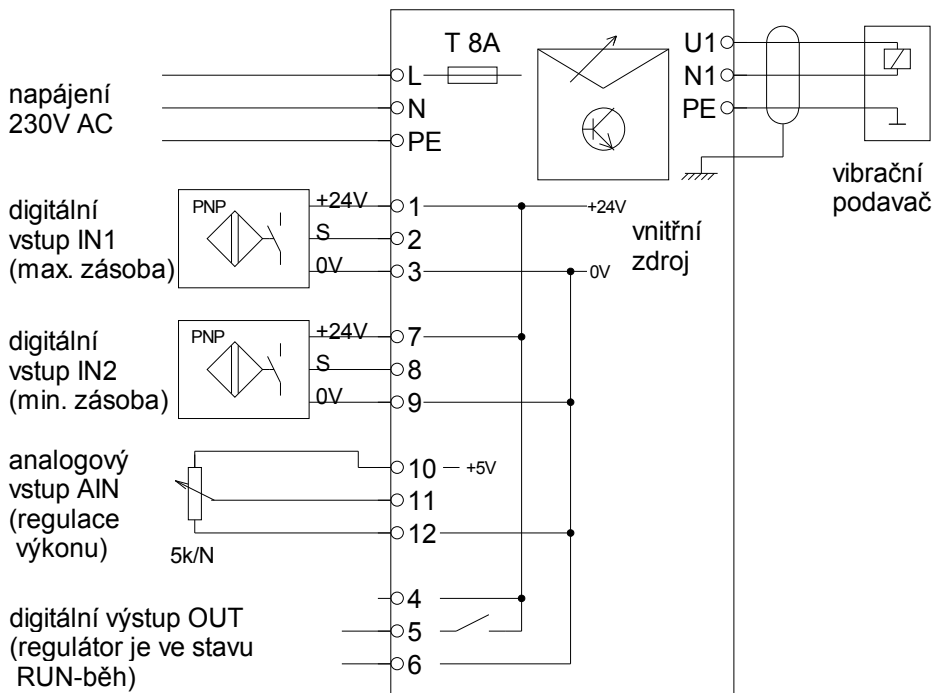 T 8A
U1
L
N1
napájení
230V AC
N
PE
PE
vibrační
podavač
digitální
vstup IN1
(max. zásoba)
PNP
+24V
1
+24V
S
2
vnitřní
zdroj
0V
3
0V
digitální
vstup IN2
(min. zásoba)
PNP
+24V
7
S
8
0V
9
analogový
vstup AIN
(regulace
výkonu)
10
+5V
11
12
5k/N
4
digitální výstup OUT
(regulátor je ve stavu
RUN-běh)
5
6